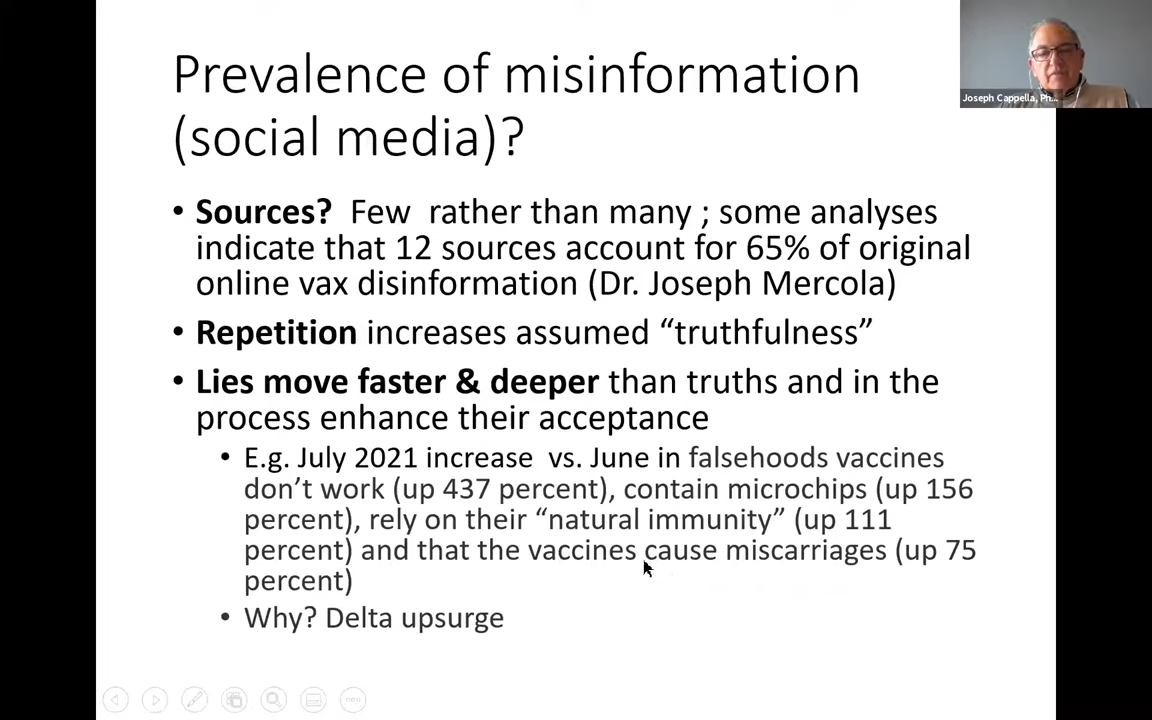 Prevalence of misinformation
(social media)?
Joseph Cappella, Ph...
• Sources?  Few  rather than many ; some analyses
indicate that 12 sources account for 65% of original
online vax disinformation (Dr. Joseph Mercola)
• Repetition increases assumed “truthfulness”
• Lies move faster & deeper than truths and in the
process enhance their acceptance
• E.g. July 2021 increase  vs. June in falsehoods vaccines
don’t work (up 437 percent), contain microchips (up 156
percent), rely on their “natural immunity” (up 111
percent) and that the vaccines cause miscarriages (up 75
percent)
• Why? Delta upsurge